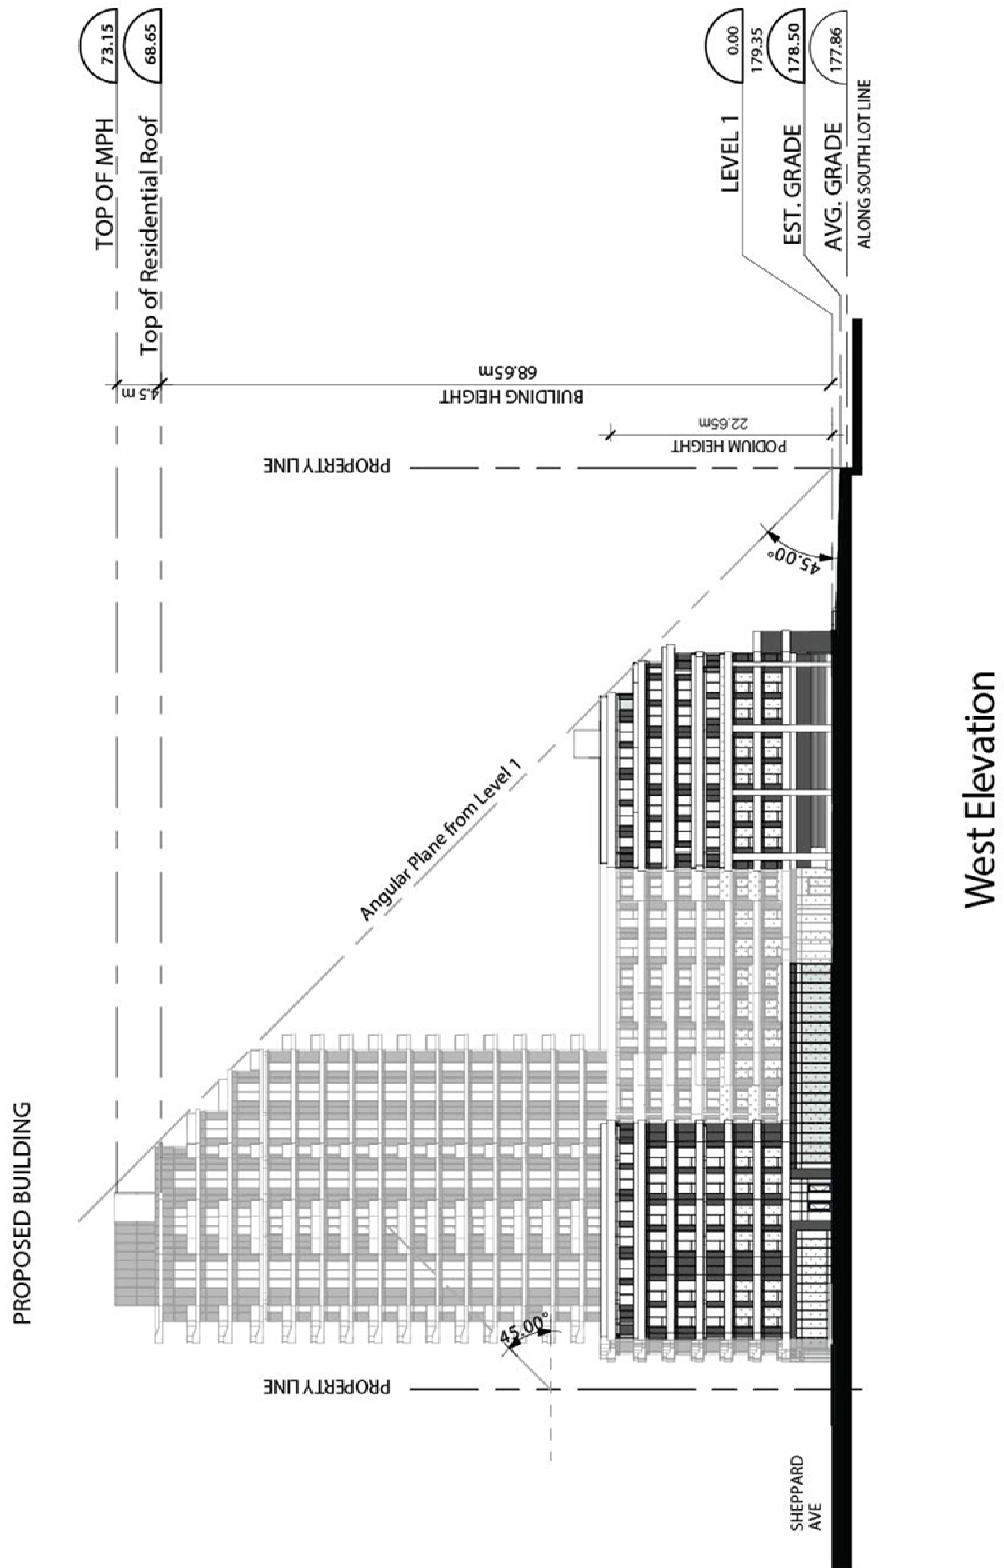 PROPOSED BUILDING
TOP OF MPH
73.15
Top of Residential Roof
68.65
4.5 m
BUILDING HEIGHT
68.65m
PODIUM HEIGHT
22.65m
PROPERTY LINE
PROPERTY LINE
Angular Plane from Level 1
45.00°
45.00°
LEVEL 1
0.00
179.35
EST. GRADE
178.50
AVG. GRADE
177.86
ALONG SOUTH LOT LINE
SHEPPARD
AVE
West Elevation